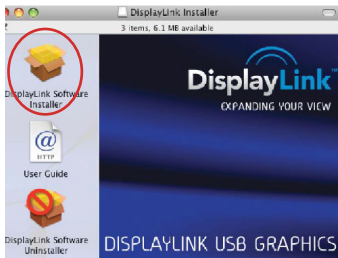 DisplayLink Installer
3 items, 6.1 MB available
DisplayLink Software
Installer
@
HTTP
User Guide
DisplayLink Software
Uninstaller
DisplayLink™
EXPANDING YOUR VIEW
DISPLAYLINK USB GRAPHICS